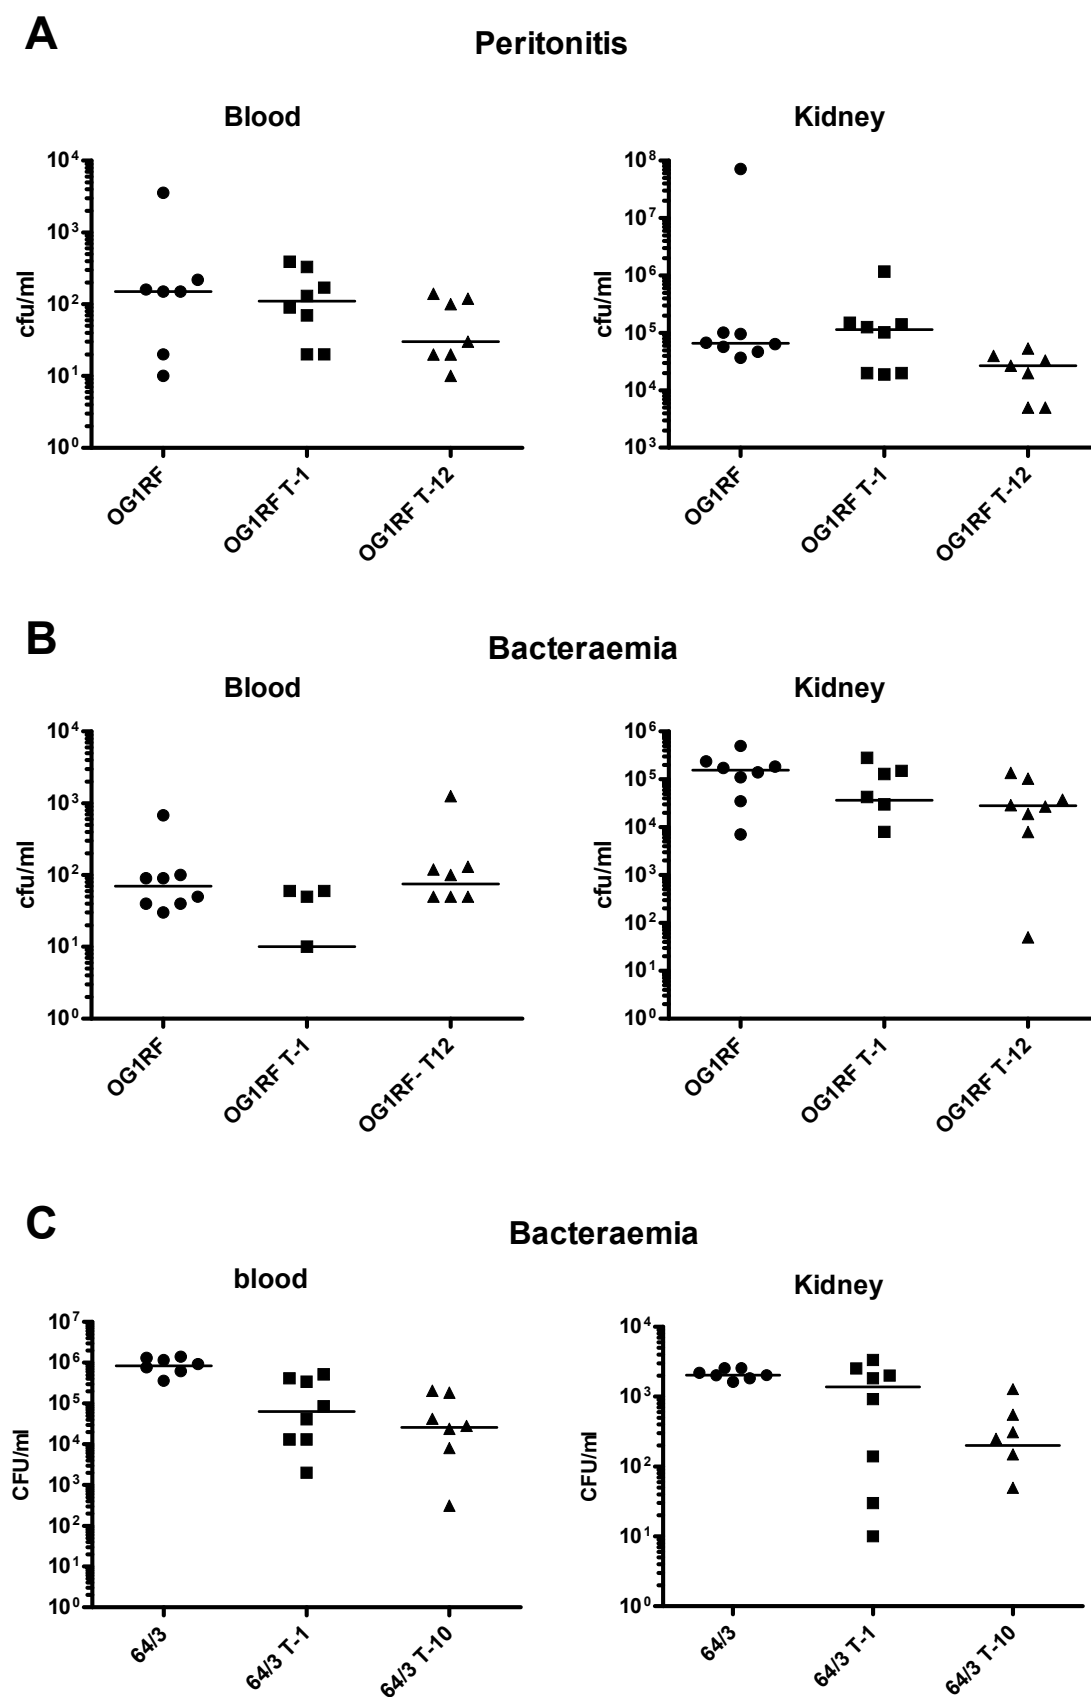 A
Peritonitis
Blood
Kidney
10⁴
10³
10²
10¹
10⁰
cfu/ml
OG1RF
OG1RF T-1
OG1RF T-12
10⁸
10⁷
10⁶
10⁵
10⁴
10³
cfu/ml
OG1RF
OG1RF T-1
OG1RF T-12
B
Bacteraemia
Blood
Kidney
10⁴
10³
10²
10¹
10⁰
cfu/ml
OG1RF
OG1RF T-1
OG1RF- T12
10⁶
10⁵
10⁴
10³
10²
10¹
10⁰
cfu/ml
OG1RF
OG1RF T-1
OG1RF T-12
C
Bacteraemia
blood
Kidney
10⁷
10⁶
10⁵
10⁴
10³
10²
10¹
10⁰
CFU/ml
64/3
64/3 T-1
64/3 T-10
10⁴
10³
10²
10¹
10⁰
CFU/ml
64/3
64/3 T-1
64/3 T-10